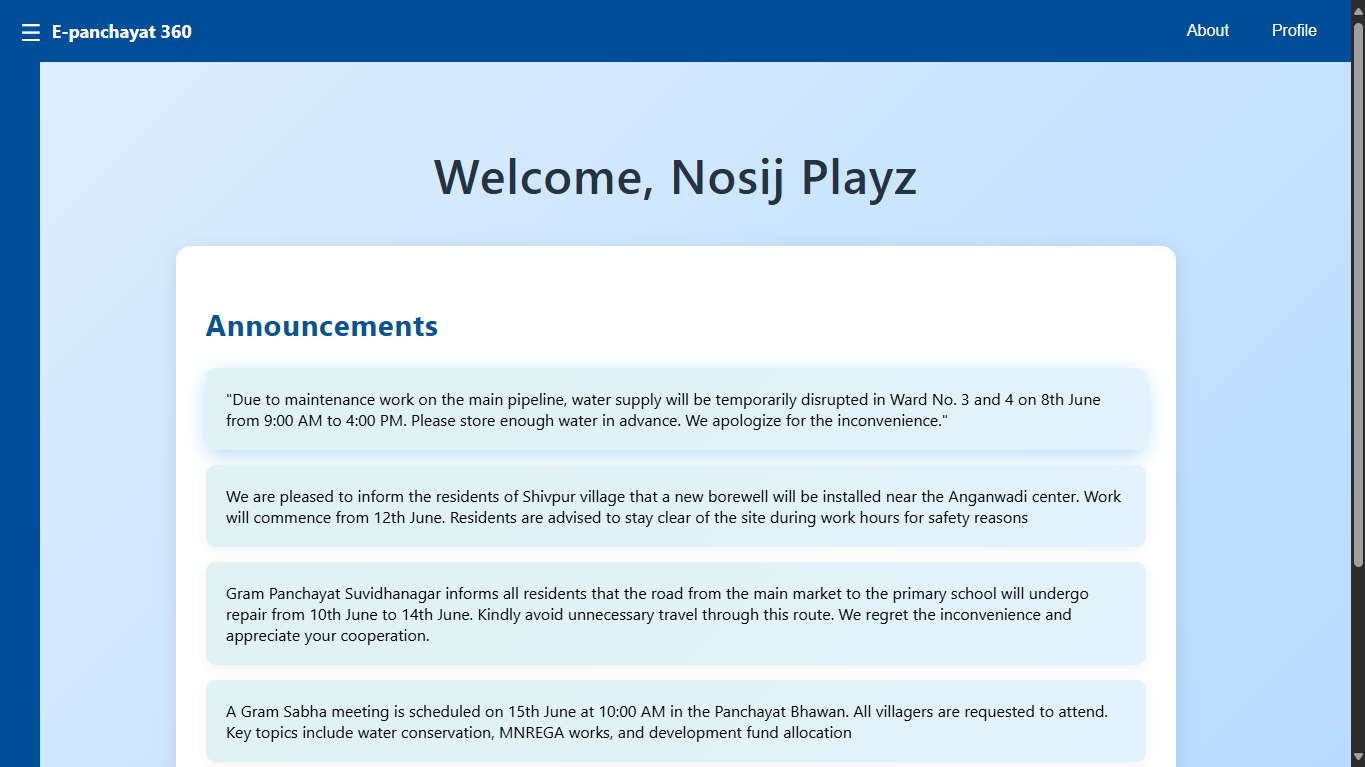 E-panchayat 360
About
Profile
Welcome, Nosij Playz
Announcements
"Due to maintenance work on the main pipeline, water supply will be temporarily disrupted in Ward No. 3 and 4 on 8th June
from 9:00 AM to 4:00 PM. Please store enough water in advance. We apologize for the inconvenience."
We are pleased to inform the residents of Shivpur village that a new borewell will be installed near the Anganwadi center. Work
will commence from 12th June. Residents are advised to stay clear of the site during work hours for safety reasons
Gram Panchayat Suvidhanagar informs all residents that the road from the main market to the primary school will undergo
repair from 10th June to 14th June. Kindly avoid unnecessary travel through this route. We regret the inconvenience and
appreciate your cooperation.
A Gram Sabha meeting is scheduled on 15th June at 10:00 AM in the Panchayat Bhawan. All villagers are requested to attend.
Key topics include water conservation, MNREGA works, and development fund allocation